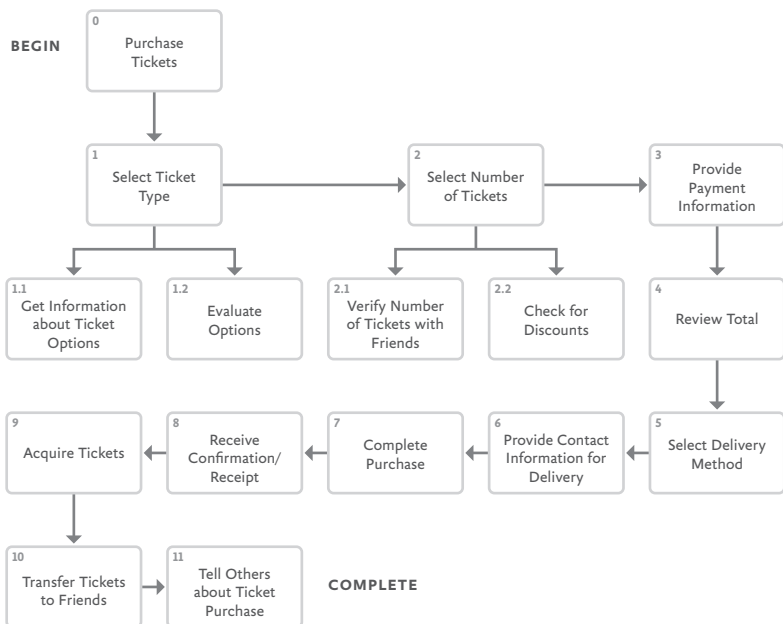 BEGIN
0
Purchase
Tickets
1
Select Ticket
Type
2
Select Number
of Tickets
3
Provide
Payment
Information
1.1
Get Information
about Ticket
Options
1.2
Evaluate
Options
2.1
Verify Number
of Tickets with
Friends
2.2
Check for
Discounts
4
Review Total
9
Acquire Tickets
8
Receive
Confirmation/
Receipt
7
Complete
Purchase
6
Provide Contact
Information for
Delivery
5
Select Delivery
Method
10
Transfer Tickets
to Friends
11
Tell Others
about Ticket
Purchase
COMPLETE